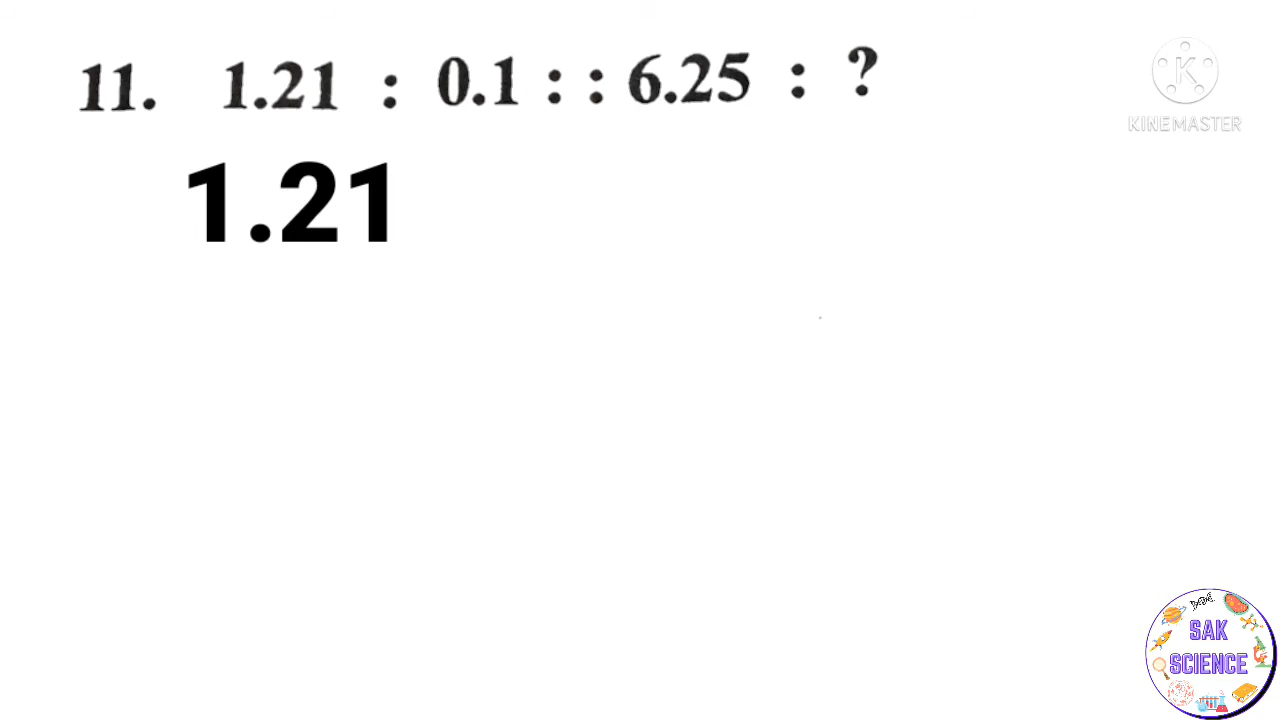 11. 1.21 : 0.1 : : 6.25 : ?
1.21
KINEMASTER
SAK
SCIENCE